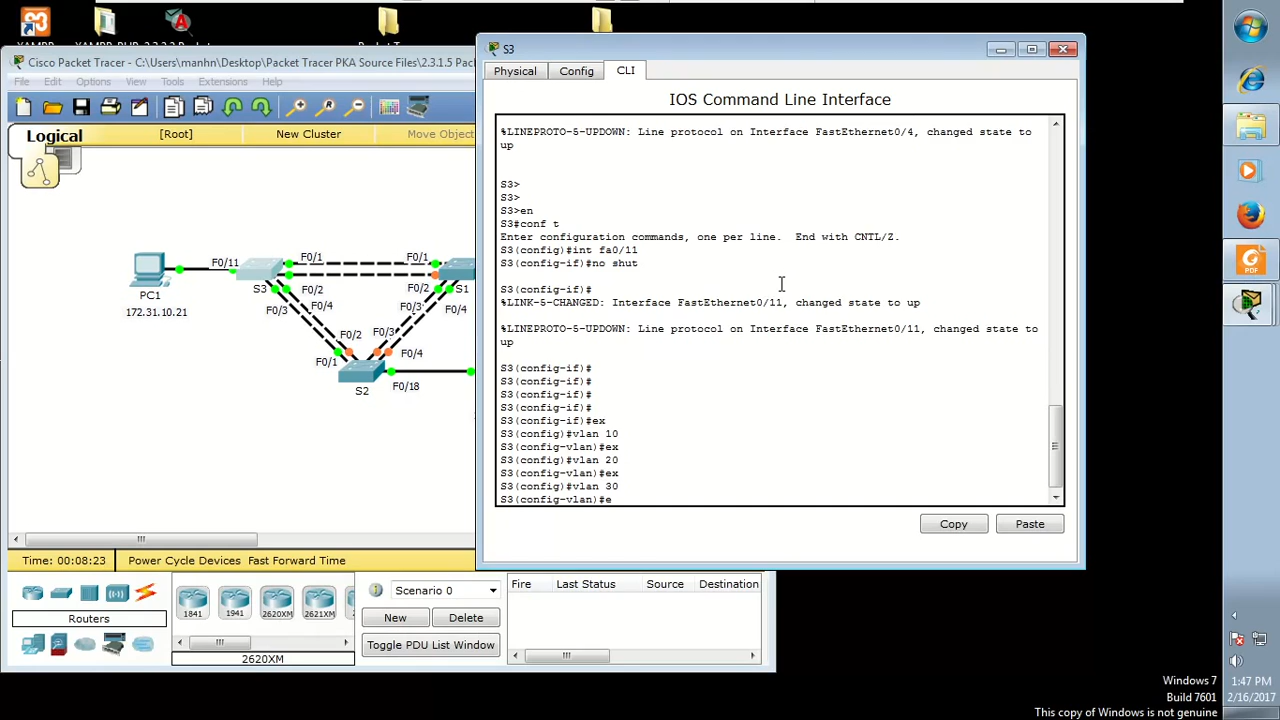 S3
Cisco Packet Tracer - C:\Users\martin\Desktop\Packet Tracer PKA Source Files\2.3.1.5 Pack
Physical
Config
CLI
File Edit Options View Tools Extensions Help
IOS Command Line Interface
Logical
[Root]
New Cluster
Move Object
%LINEPROTO-5-UPDOWN: Line protocol on Interface FastEthernet0/4, changed state to
up
S3>
S3>
S3>en
S3#conf t
Enter configuration commands, one per line.  End with CNTL/Z.
S3(config)#int fa0/11
S3(config-if)#no shut
S3(config-if)#
%LINK-5-CHANGED: Interface FastEthernet0/11, changed state to up
%LINEPROTO-5-UPDOWN: Line protocol on Interface FastEthernet0/11, changed state to
up
S3(config-if)#
S3(config-if)#
S3(config-if)#
S3(config-if)#
S3(config-if)#ex
S3(config)#vlan 10
S3(config-vlan)#ex
S3(config)#vlan 20
S3(config-vlan)#ex
S3(config)#vlan 30
S3(config-vlan)#e
Copy
Paste
F0/11
F0/1
F0/1
S3
F0/2
F0/2
S1
PC1
172.31.10.21
F0/3
F0/3
F0/4
F0/2
F0/3
F0/1
F0/4
S2
F0/18
Time: 00:08:23
Power Cycle Devices Fast Forward Time
Routers
1841
1941
2620XM
2621XM
2620XM
Scenario 0
New
Delete
Toggle PDU List Window
Fire
Last Status
Source
Destination
PDF
1:47 PM
2/16/2017
Windows 7
Build 7601
This copy of Windows is not genuine